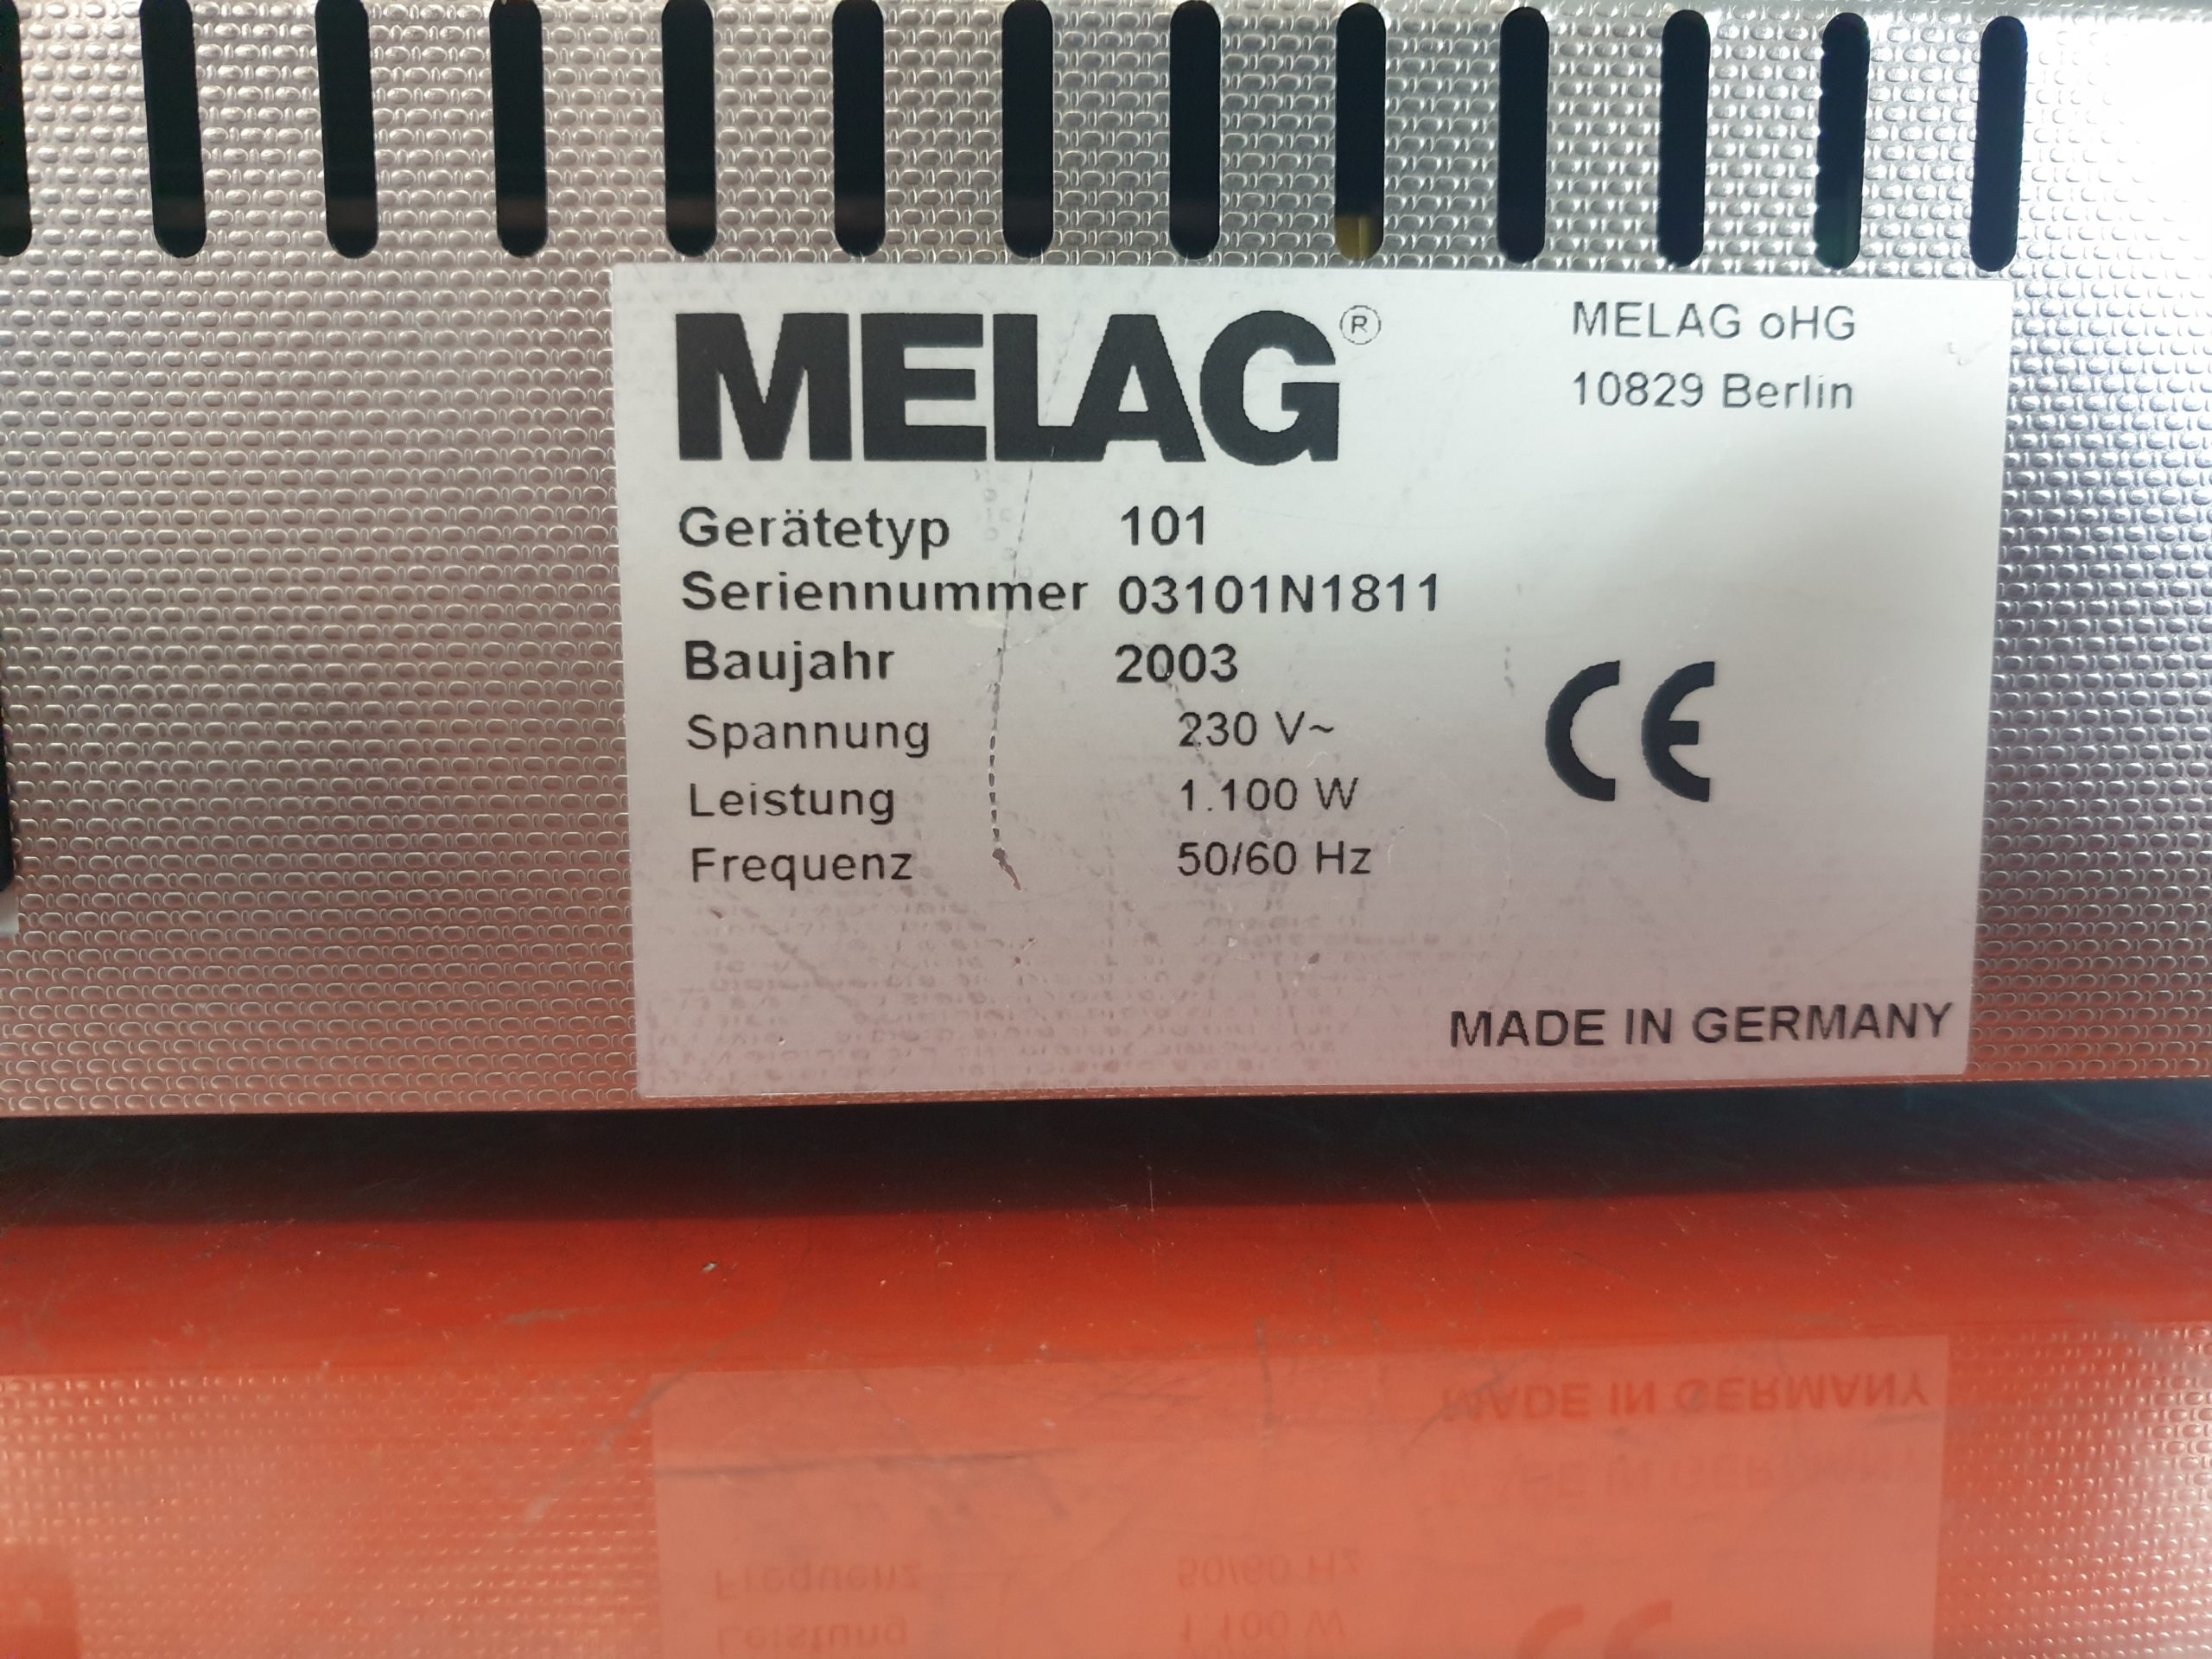 MELAG®
MELAG oHG
10829 Berlin
Gerätetyp 101
Seriennummer 03101N1811
Baujahr 2003
Spannung 230 V~
Leistung 1.100 W
Frequenz 50/60 Hz
CE
MADE IN GERMANY